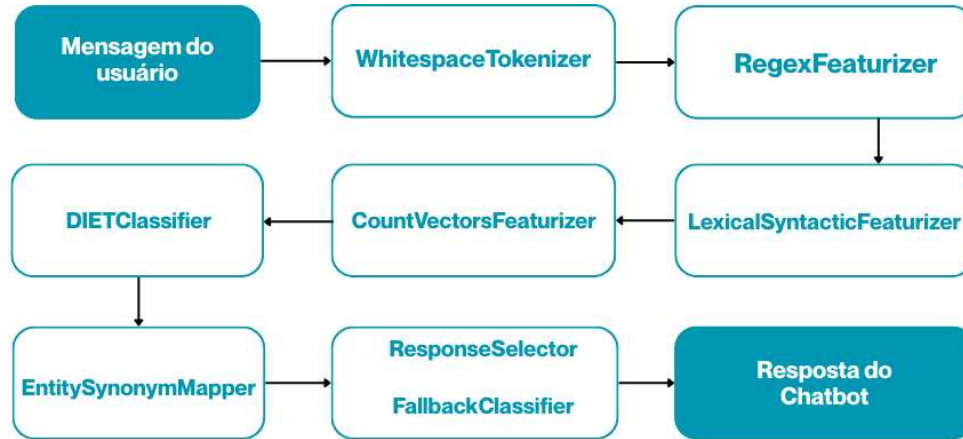 Mensagem do
usuário
WhitespaceTokenizer
RegexFeaturizer
LexicalSyntacticFeaturizer
CountVectorsFeaturizer
DIETClassifier
EntitySynonymMapper
ResponseSelector
FallbackClassifier
Resposta do
Chatbot